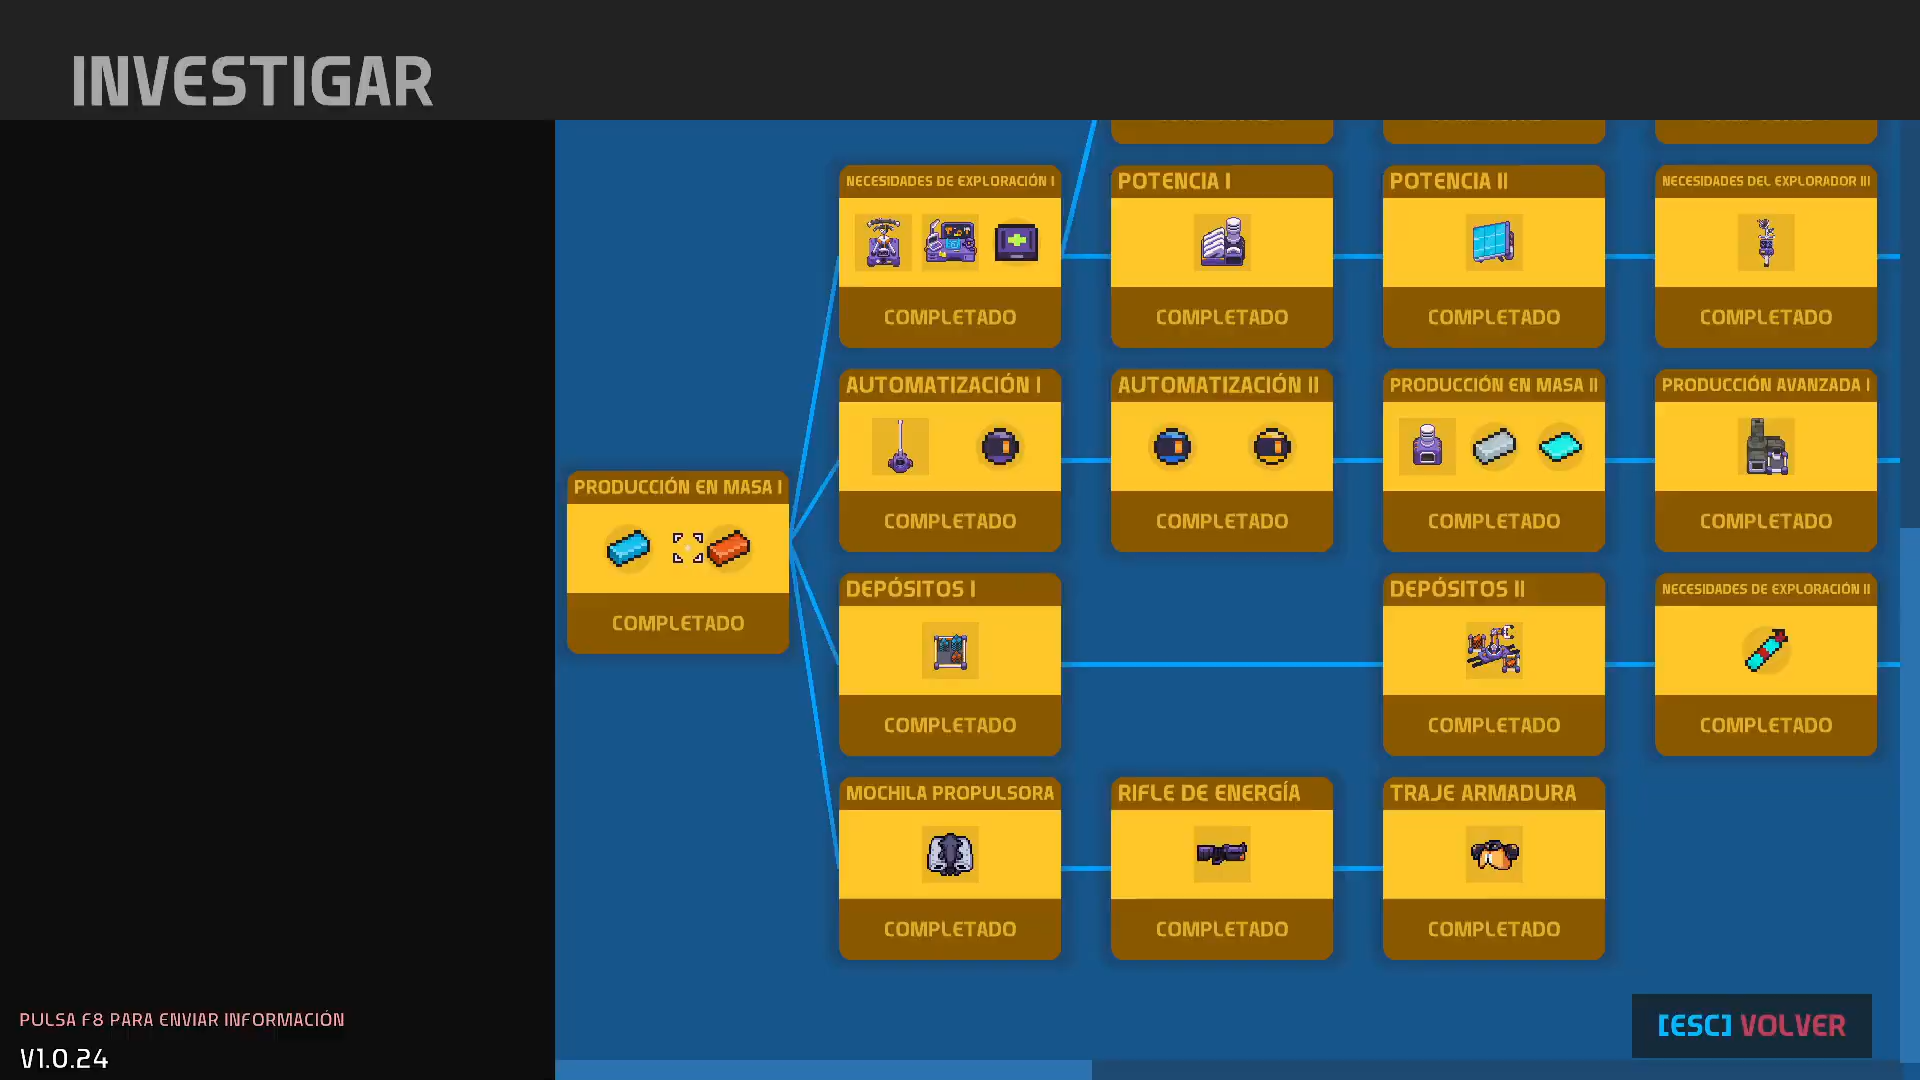 INVESTIGAR
NECESIDADES DE EXPLORACIÓN I
POTENCIA I
POTENCIA II
NECESIDADES DEL EXPLORADOR III
COMPLETADO
COMPLETADO
COMPLETADO
COMPLETADO
AUTOMATIZACIÓN I
AUTOMATIZACIÓN II
PRODUCCIÓN EN MASA II
PRODUCCIÓN AVANZADA I
COMPLETADO
COMPLETADO
COMPLETADO
COMPLETADO
PRODUCCIÓN EN MASA I
COMPLETADO
DEPÓSITOS I
DEPÓSITOS II
NECESIDADES DE EXPLORACIÓN II
COMPLETADO
COMPLETADO
COMPLETADO
MOCHILA PROPULSORA
RIFLE DE ENERGÍA
TRAJE ARMADURA
COMPLETADO
COMPLETADO
COMPLETADO
PULSA F8 PARA ENVIAR INFORMACIÓN
V1.0.24
[ESC] VOLVER